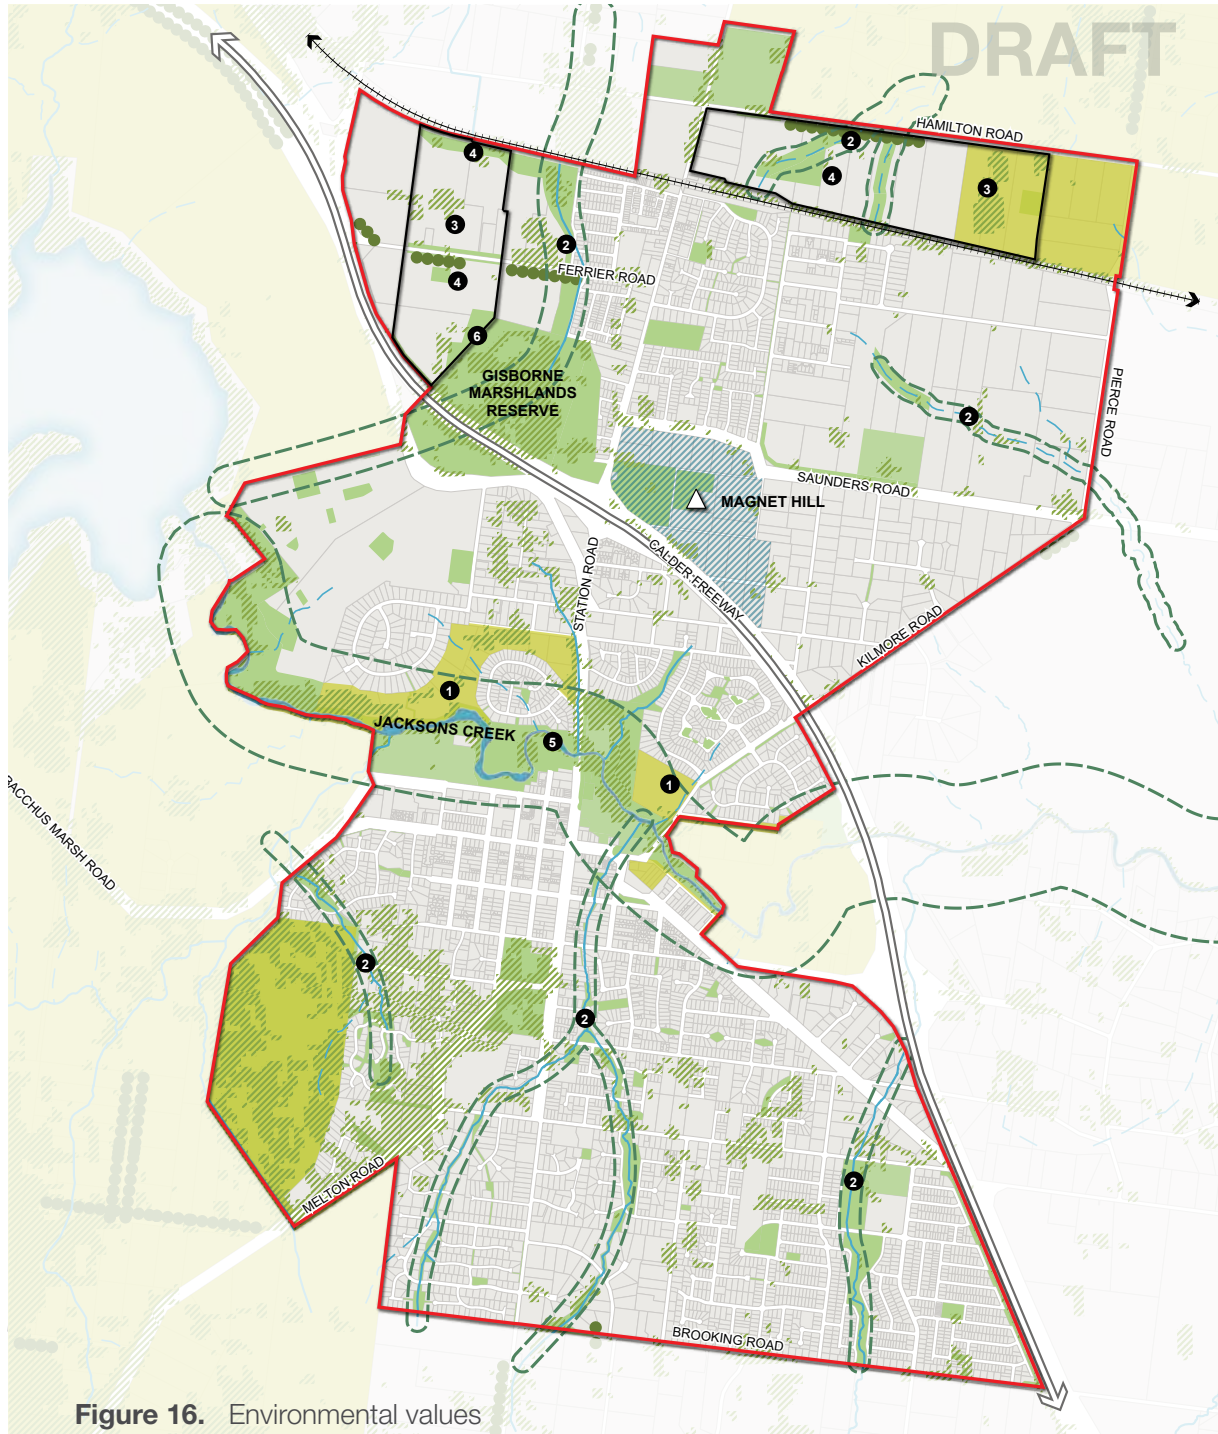 DRAFT
HAMILTON ROAD
2
4
4
3
3
2
FERRIER ROAD
4
6
GISBORNE
MARSHLANDS
RESERVE
PIERCE ROAD
2
SAUNDERS ROAD
MAGNET HILL
STATION ROAD
CALDER FREEWAY
KILMORE ROAD
1
JACKSONS CREEK
5
1
BACCHUS MARSH ROAD
2
2
MELTON ROAD
2
BROOKING ROAD
Figure 16. Environmental values